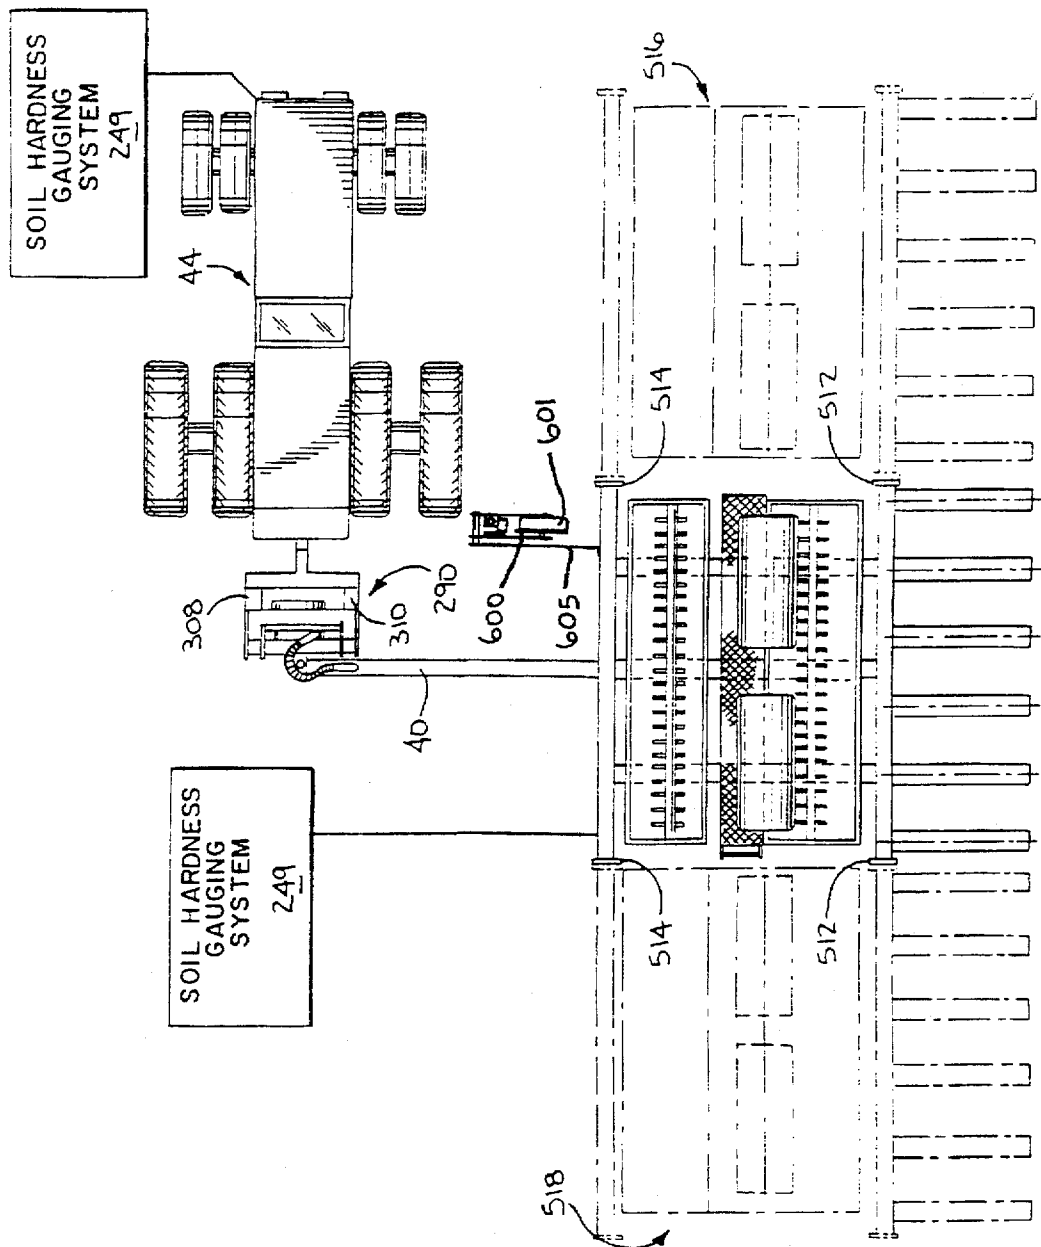 SOIL HARDNESS
GAUGING
SYSTEM
249
44
516
514
512
601
600
605
290
310
308
40
SOIL HARDNESS
GAUGING
SYSTEM
249
514
512
518